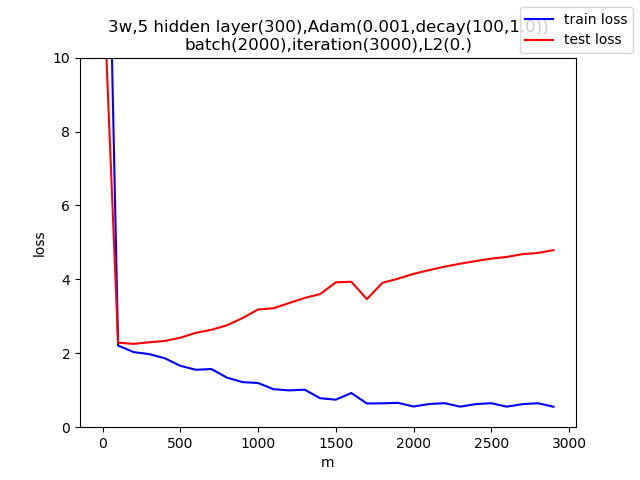 3w,5 hidden layer(300),Adam(0.001,decay(100,1.0))
batch(2000),iteration(3000),L2(0.)
train loss
test loss
10
8
6
4
2
0
loss
0
500
1000
1500
2000
2500
3000
m